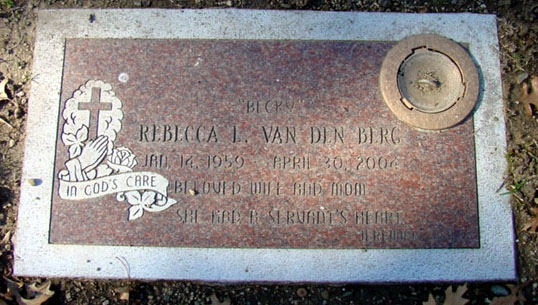 "BECKY"
REBECCA L. VAN DEN BERG
JAN. 14, 1959 APRIL 30, 2002
BELOVED WIFE AND MOM
SHE HAD A SERVANT'S HEART
IN GOD'S CARE